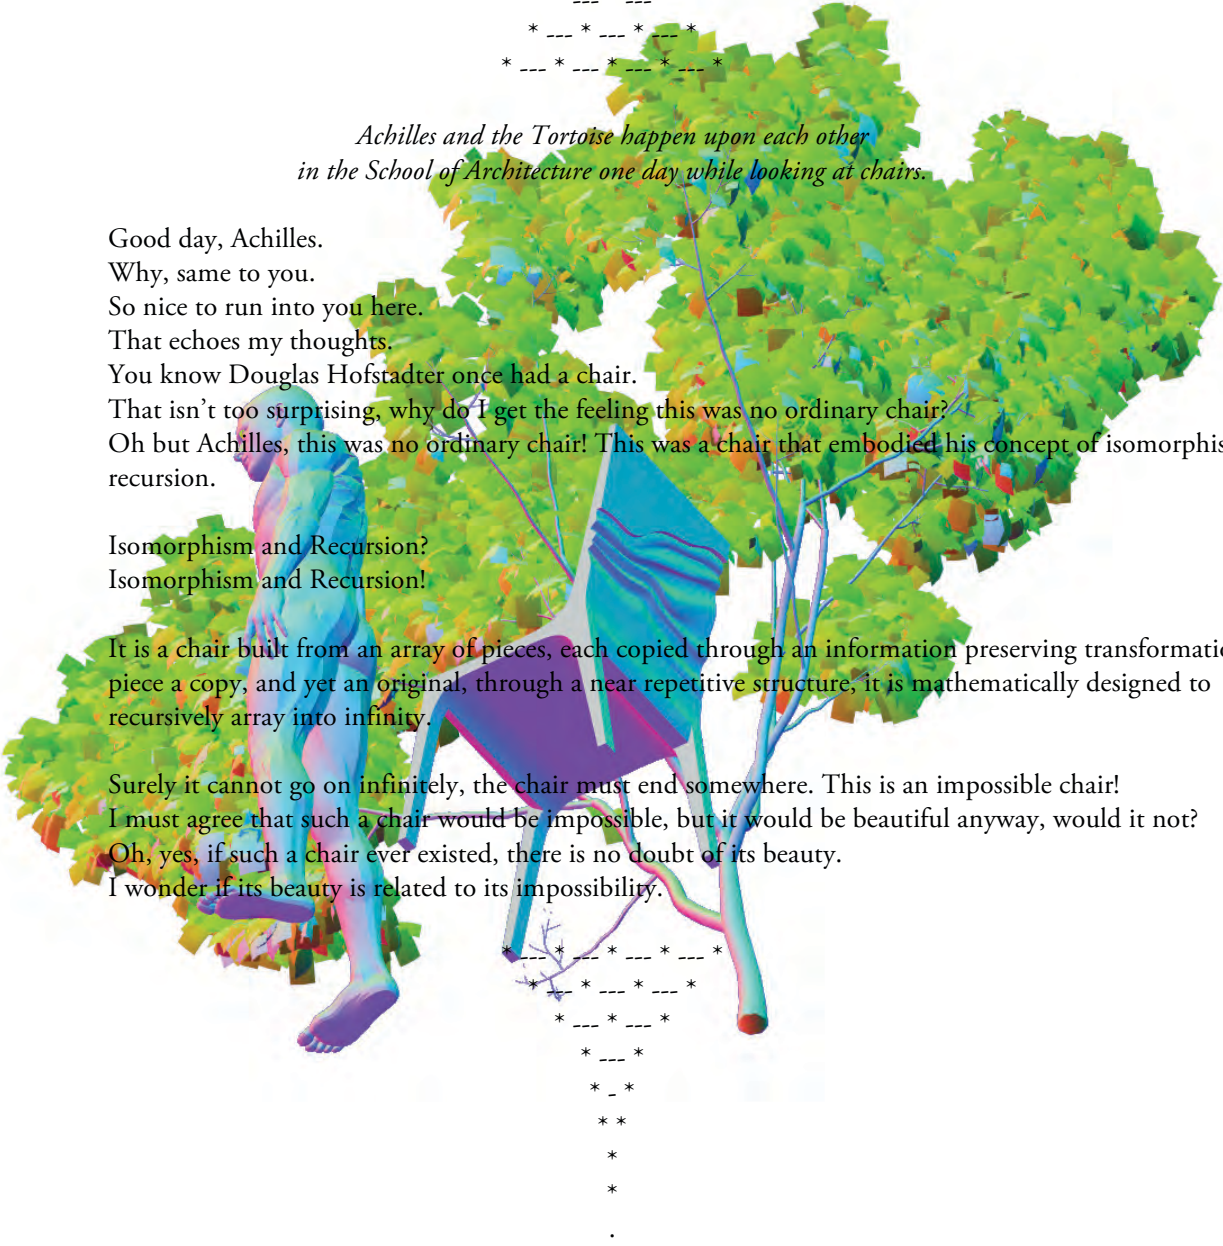 --- ---
* --- * --- * --- *
* --- * --- * --- * --- *
Achilles and the Tortoise happen upon each other
in the School of Architecture one day while looking at chairs.
Good day, Achilles.
Why, same to you.
So nice to run into you here.
That echoes my thoughts.
You know Douglas Hofstadter once had a chair.
That isn’t too surprising, why do I get the feeling this was no ordinary chair?
Oh but Achilles, this was no ordinary chair! This was a chair that embodied his concept of
recursion.
Isomorphism and Recursion?
Isomorphism and Recursion!
It is a chair built from an array of pieces, each copied through an information preserving
piece a copy, and yet an original, through a near repetitive structure, it is mathematically designed to
recursively array into infinity.
Surely it cannot go on infinitely, the chair must end somewhere. This is an impossible chair!
I must agree that such a chair would be impossible, but it would be beautiful anyway, would it not?
Oh, yes, if such a chair ever existed, there is no doubt of its beauty.
I wonder if its beauty is related to its impossibility.
* --- * --- * --- * --- *
* --- * --- * --- *
* --- * --- *
* --- *
* - *
* *
*
*
.